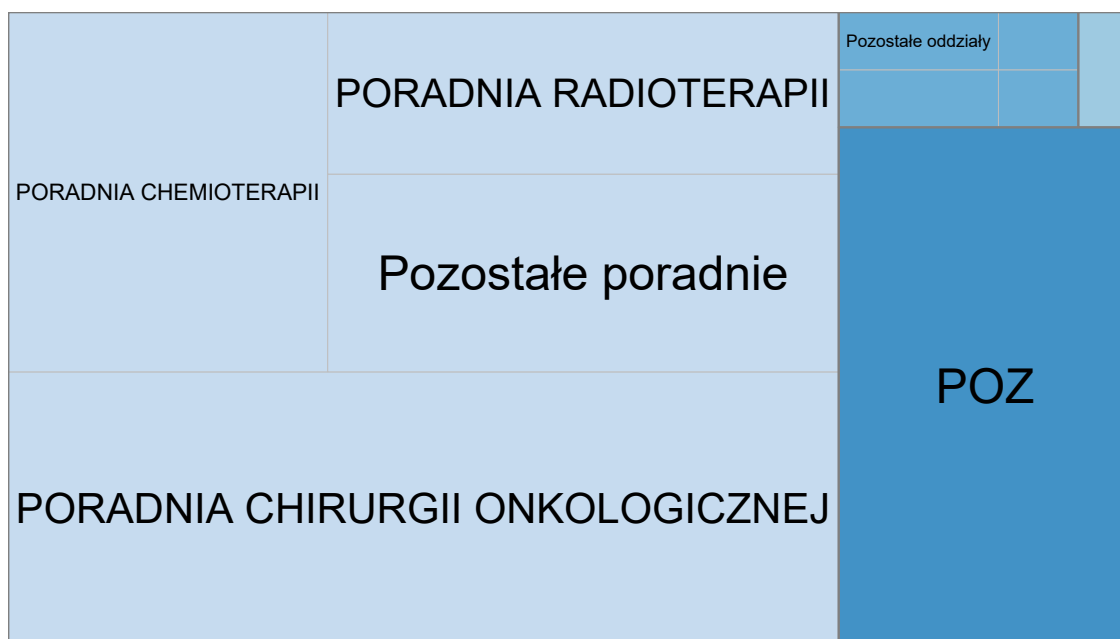 PORADNIA CHEMIOTERAPII
PORADNIA RADIOTERAPII
Pozostałe poradnie
PORADNIA CHIRURGII ONKOLOGICZNEJ
Pozostałe oddziały
POZ